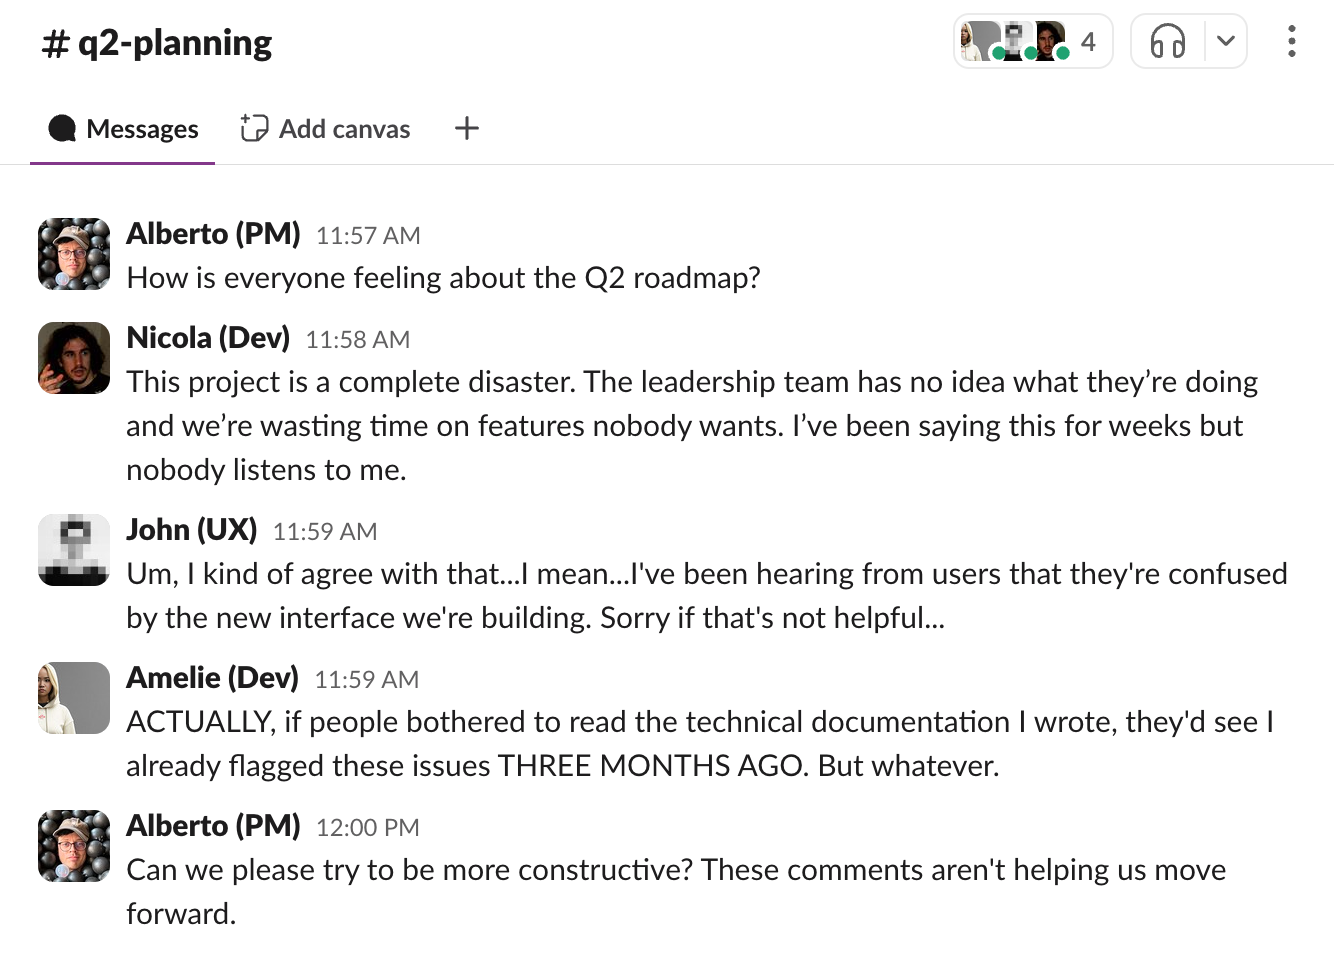 # q2-planning
4
Messages
Add canvas
Alberto (PM) 11:57 AM
How is everyone feeling about the Q2 roadmap?
Nicola (Dev) 11:58 AM
This project is a complete disaster. The leadership team has no idea what they’re doing
and we’re wasting time on features nobody wants. I’ve been saying this for weeks but
nobody listens to me.
John (UX) 11:59 AM
Um, I kind of agree with that...I mean...I've been hearing from users that they're confused
by the new interface we're building. Sorry if that's not helpful...
Amelie (Dev) 11:59 AM
ACTUALLY, if people bothered to read the technical documentation I wrote, they'd see I
already flagged these issues THREE MONTHS AGO. But whatever.
Alberto (PM) 12:00 PM
Can we please try to be more constructive? These comments aren't helping us move
forward.